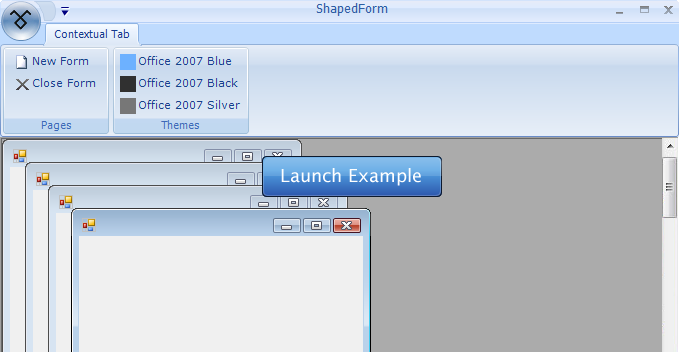 ShapedForm
Contextual Tab
New Form
Close Form
Pages
Office 2007 Blue
Office 2007 Black
Office 2007 Silver
Themes
Launch Example